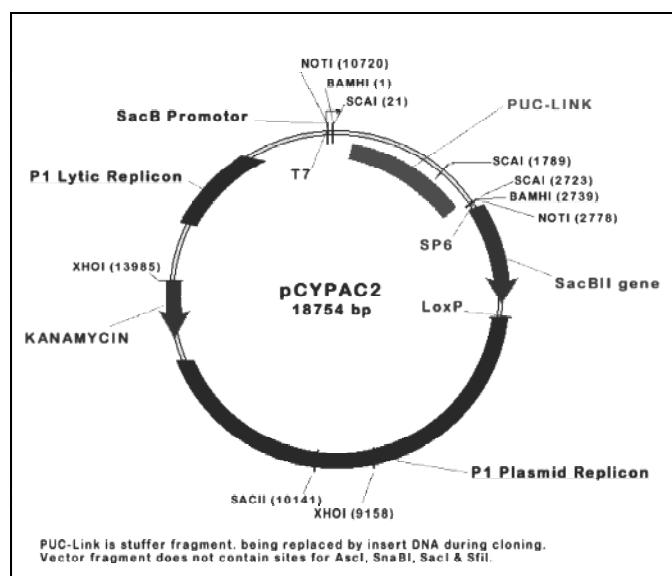 NOTI (10720)
BAMHI (1)
SCAI (21)
SacB Promotor
PUC-LINK
SCAI (1789)
P1 Lytic Replicon
T7
SCAI (2723)
BAMHI (2739)
NOTI (2778)
SP6
XHOI (13985)
pCYPAC2
18754 bp
SacBII gene
LoxP
KANAMYCIN
P1 Plasmid Replicon
SACII (10141)
XHOI (9158)
PUC-Link is stuffer fragment. being replaced by insert DNA during cloning.
Vector fragment does not contain sites for AscI, SnaBI, SacI & SfiI.